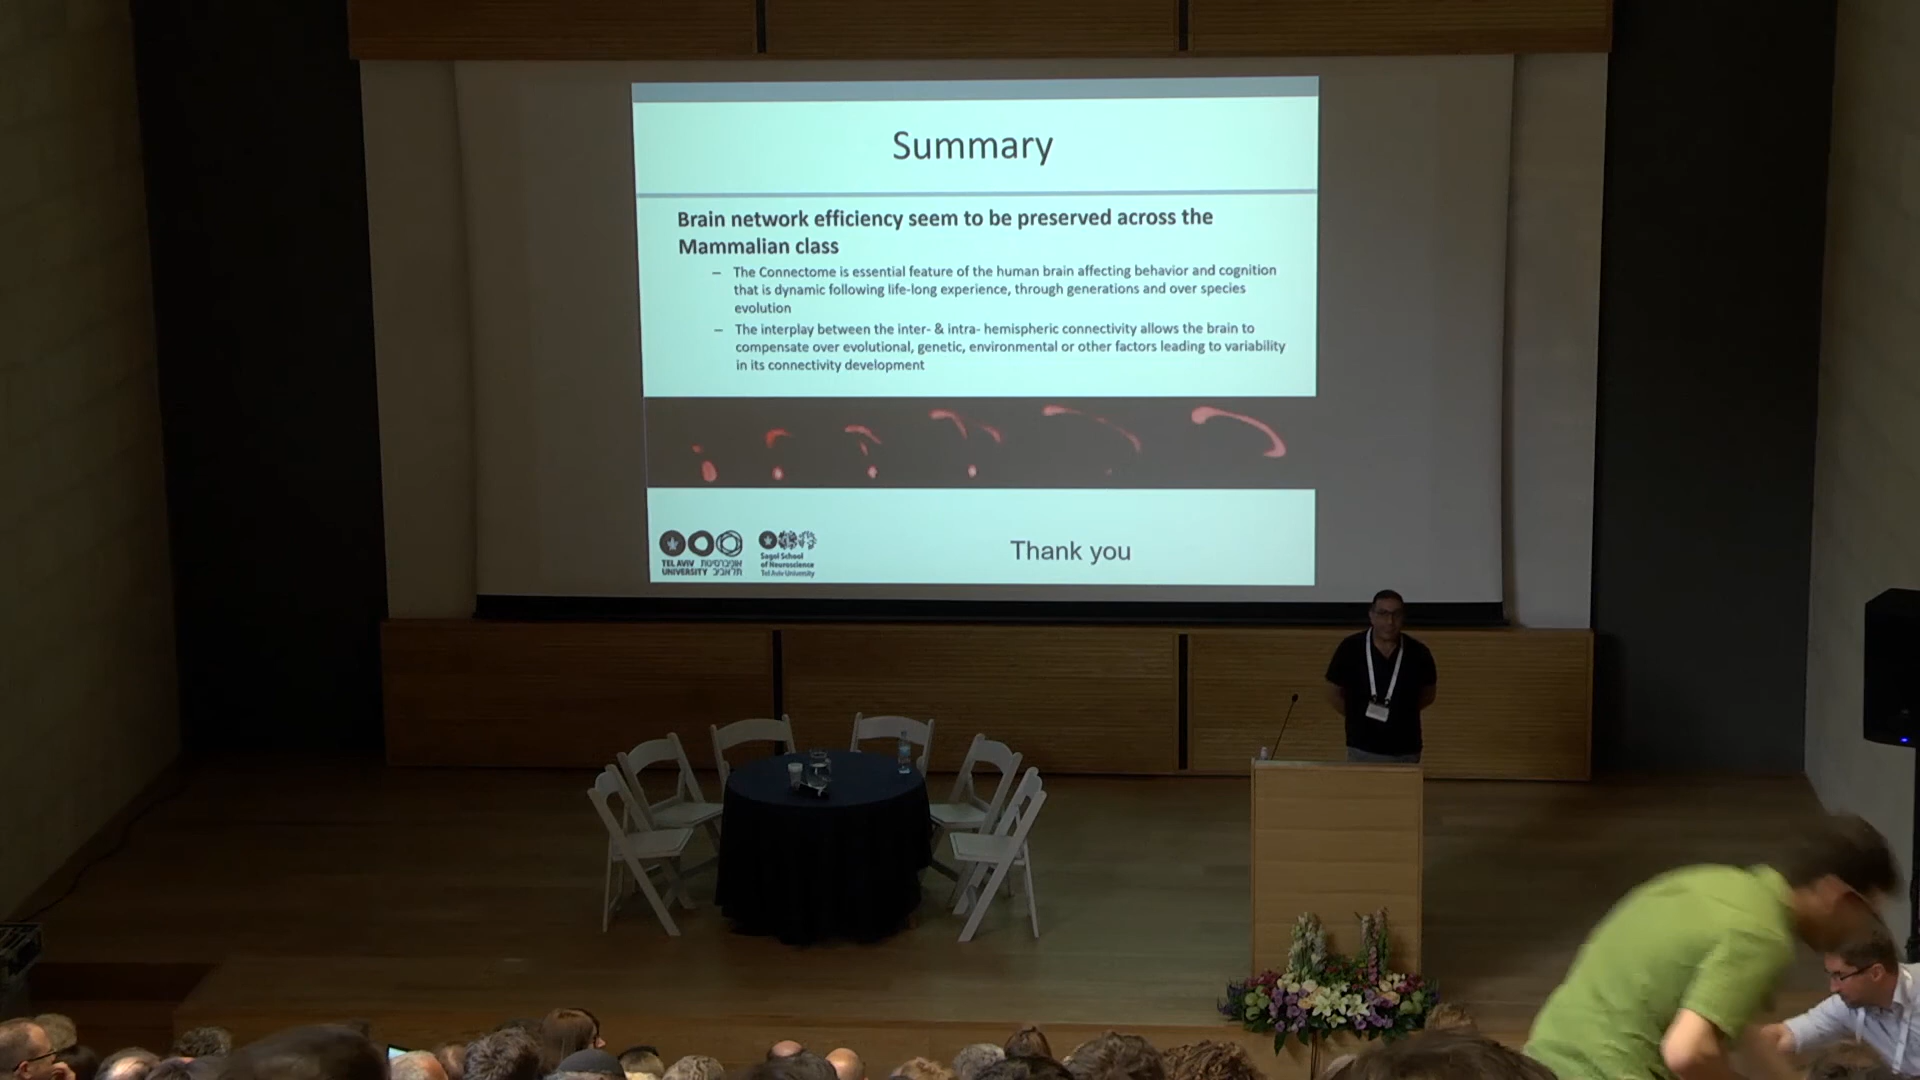 Summary
Brain network efficiency seem to be preserved across the
Mammalian class
– The Connectome is essential feature of the human brain affecting behavior and cognition
that is dynamic following life-long experience, through generations and over species
evolution
– The interplay between the inter- & intra- hemispheric connectivity allows the brain to
compensate over evolutional, genetic, environmental or other factors leading to variability
in its connectivity development
Thank you
TEL AVIV אוניברסיטת
UNIVERSITY תל אביב
Sagol School
of Neuroscience
Tel Aviv University